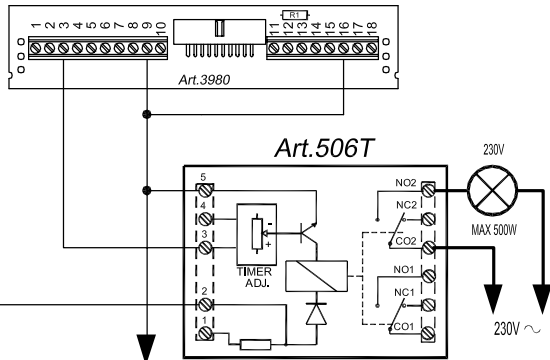 1 2 3 4 5 6 7 8 9 10
R1
11 12 13 14 15 16 17 18
Art.3980
Art.506T
230V
5
4
3
2
1
- +
TIMER
ADJ.
NO2
NC2
CO2
NO1
NC1
CO1
MAX 500W
230V ~